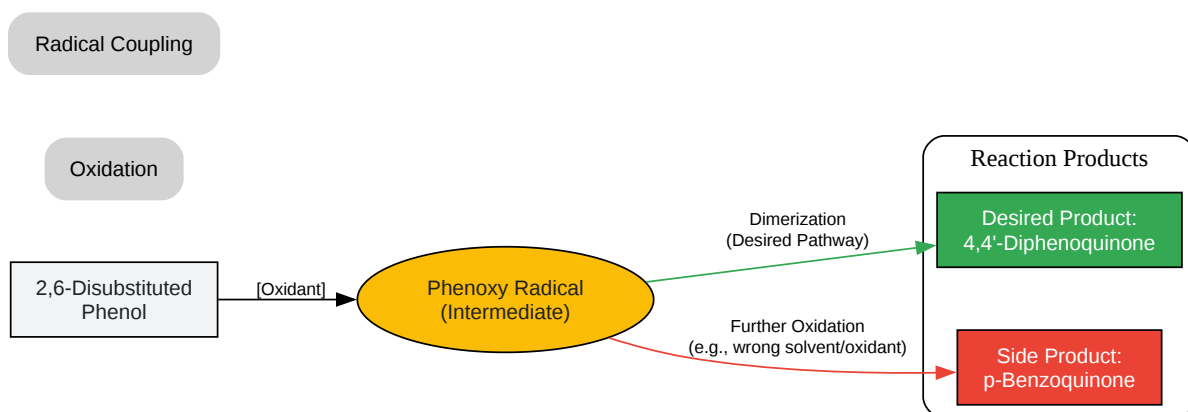 Radical Coupling
Oxidation
2,6-Disubstituted
Phenol
[Oxidant]
Phenoxy Radical
(Intermediate)
Dimerization
(Desired Pathway)
Further Oxidation
(e.g., wrong solvent/oxidant)
Reaction Products
Desired Product:
4,4'-Diphenoquinone
Side Product:
p-Benzoquinone